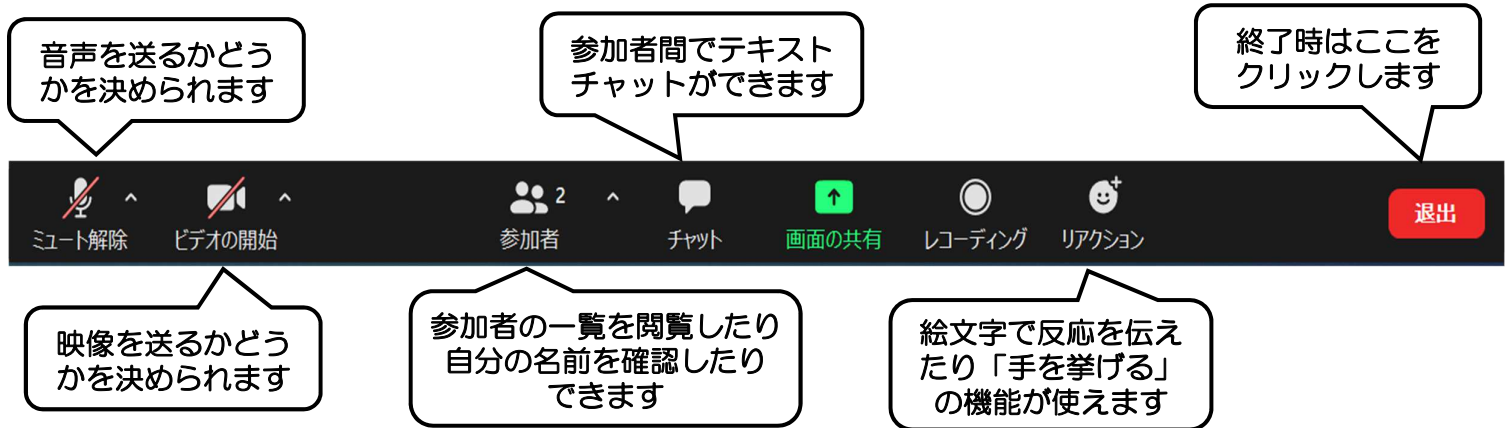 音声を送るかどう
かを決められます
参加者間でテキスト
チャットができます
終了時はここを
クリックします
ミュート解除
ビデオの開始
2
参加者
チャット
画面の共有
レコーディング
リアクション
退出
映像を送るかどう
かを決められます
参加者の一覧を閲覧したり
自分の名前を確認したり
できます
絵文字で反応を伝え
たり「手を挙げる」
の機能が使えます